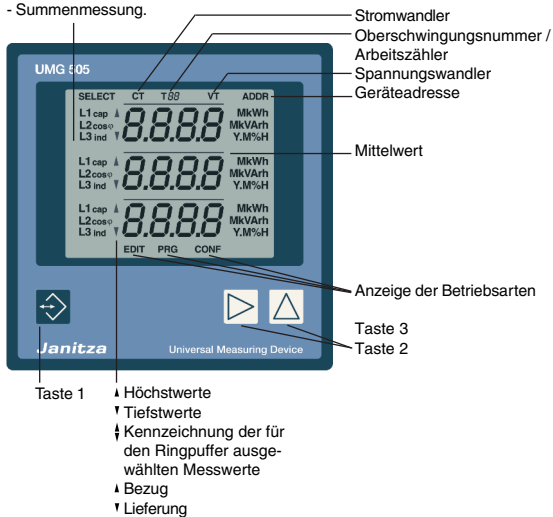 - Summenmessung.
Stromwandler
Oberschwingungsnummer /
Arbeitszähler
Spannungswandler
Geräteadresse
Mittelwert
UMG 505
SELECT CT T88 VT ADDR
L1 cap 8.8.8.8 MkWh
L2 cosφ MkVArh
L3 ind Y.M%H
L1 cap 8.8.8.8 MkWh
L2 cosφ MkVArh
L3 ind Y.M%H
L1 cap 8.8.8.8 MkWh
L2 cosφ MkVArh
L3 ind Y.M%H
EDIT PRG CONF
Anzeige der Betriebsarten
Taste 3
Taste 2
Janitza Universal Measuring Device
Taste 1
Höchstwerte
Tiefstwerte
Kennzeichnung der für
den Ringpuffer ausge-
wählten Messwerte
Bezug
Lieferung